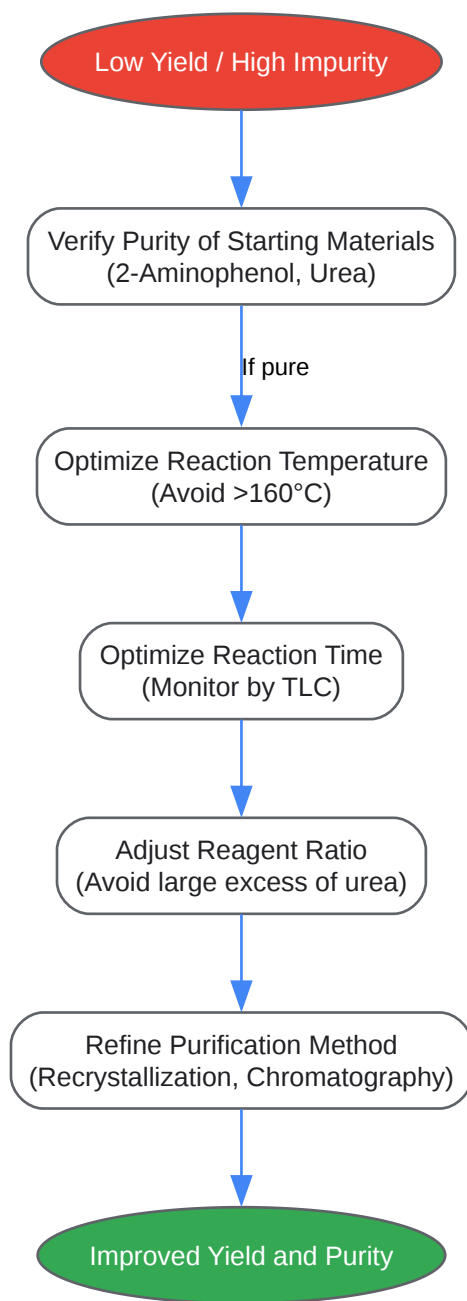 Low Yield / High Impurity
Verify Purity of Starting Materials
(2-Aminophenol, Urea)
If pure
Optimize Reaction Temperature
(Avoid >160°C)
Optimize Reaction Time
(Monitor by TLC)
Adjust Reagent Ratio
(Avoid large excess of urea)
Refine Purification Method
(Recrystallization, Chromatography)
Improved Yield and Purity